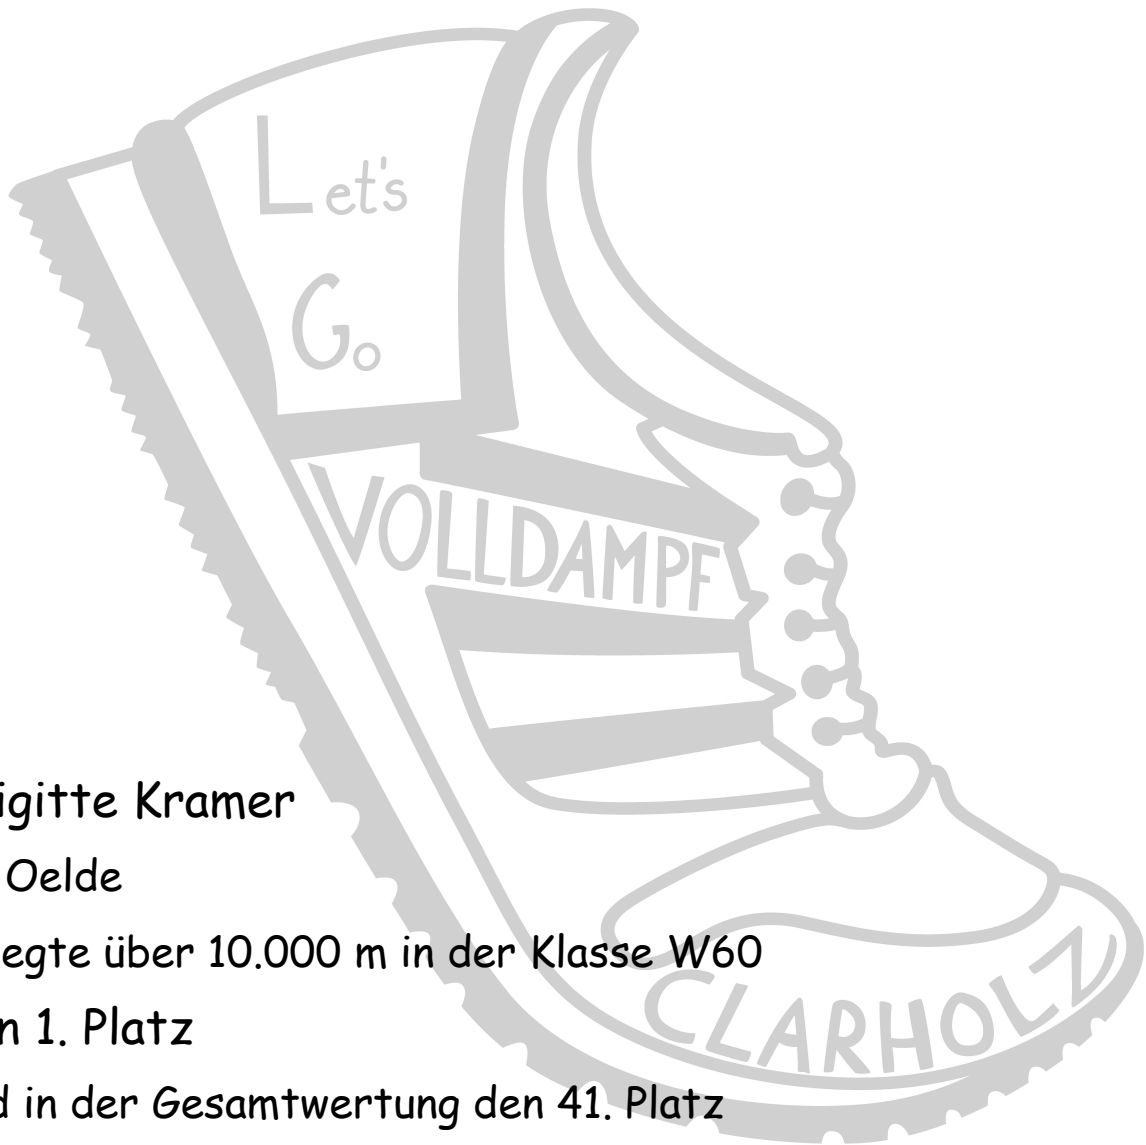 Let's
Go
VOLLDAMPF
igitte Kramer
Oelde
egte über 10.000 m in der Klasse W60
n 1. Platz
d in der Gesamtwertung den 41. Platz
CLARHOLZ